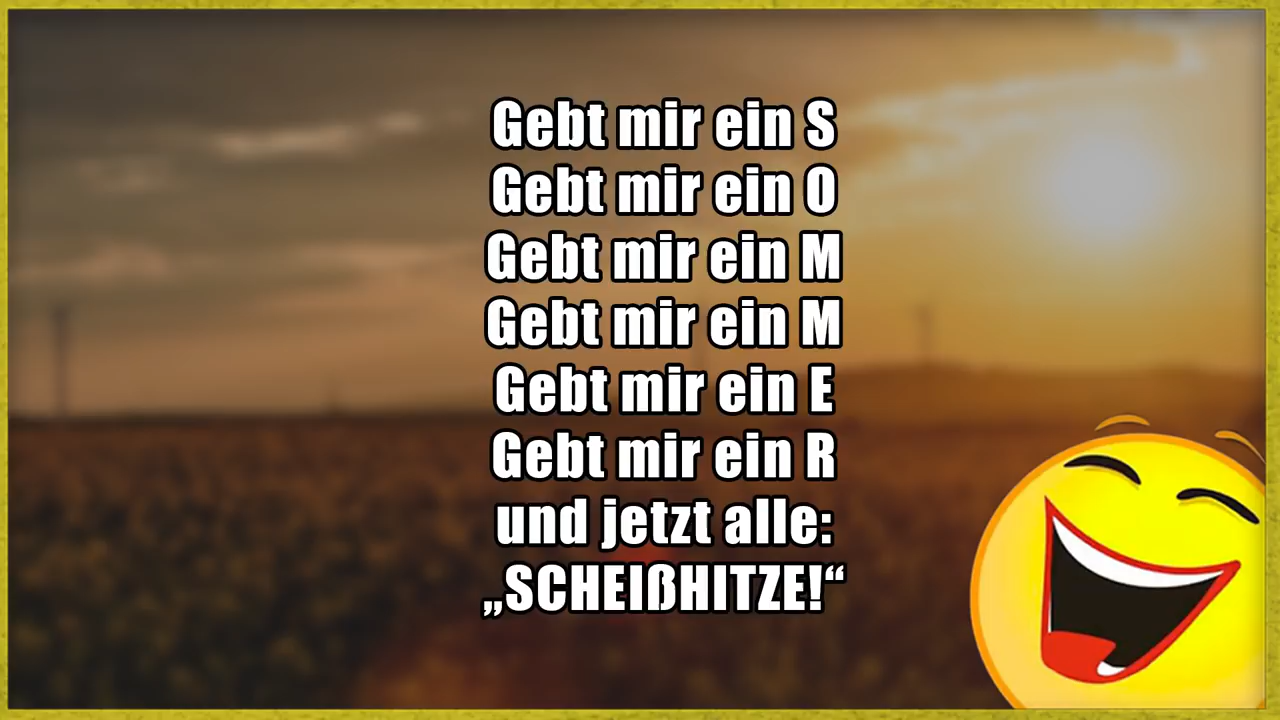 Gebt mir ein S
Gebt mir ein O
Gebt mir ein M
Gebt mir ein M
Gebt mir ein E
Gebt mir ein R
und jetzt alle:
„SCHEIßHITZE!“